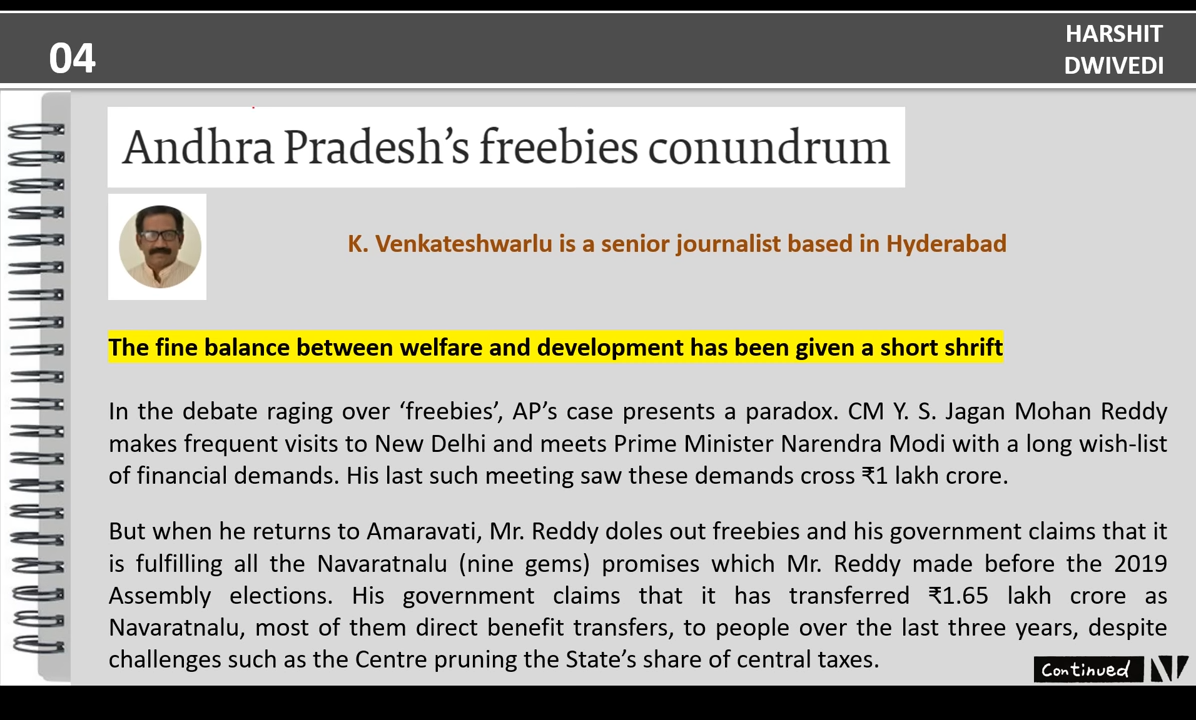 04
HARSHIT
DWIVEDI
Andhra Pradesh’s freebies conundrum
K. Venkateshwarlu is a senior journalist based in Hyderabad
The fine balance between welfare and development has been given a short shrift
In the debate raging over ‘freebies’, AP’s case presents a paradox. CM Y. S. Jagan Mohan Reddy
makes frequent visits to New Delhi and meets Prime Minister Narendra Modi with a long wish-list
of financial demands. His last such meeting saw these demands cross ₹1 lakh crore.
But when he returns to Amaravati, Mr. Reddy doles out freebies and his government claims that it
is fulfilling all the Navaratnalu (nine gems) promises which Mr. Reddy made before the 2019
Assembly elections. His government claims that it has transferred ₹1.65 lakh crore as
Navaratnalu, most of them direct benefit transfers, to people over the last three years, despite
challenges such as the Centre pruning the State’s share of central taxes.
Continued